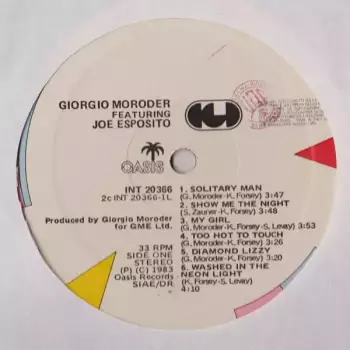 GIORGIO MORODER
FEATURING
JOE ESPOSITO
OASIS
INT 20366
2c INT 20366-1L
Produced by Giorgio Moroder
for GME Ltd.
33 RPM
SIDE ONE
STEREO
(P) (C) 1983
Oasis Records
SIAE/DR
1. SOLITARY MAN
(G. Moroder-K. Forsey) 3:47
2. SHOW ME THE NIGHT
(S. Zauner-K. Forsey) 3:48
3. MY GIRL
(G. Moroder-K. Forsey-S. Levay) 3:53
4. TOO HOT TO TOUCH
(G. Moroder-K. Forsey) 3:26
5. DIAMOND LIZZY
(G. Moroder-K. Forsey) 3:20
6. WASHED IN THE
NEON LIGHT
(K. Forsey-S. Levay)
4:10